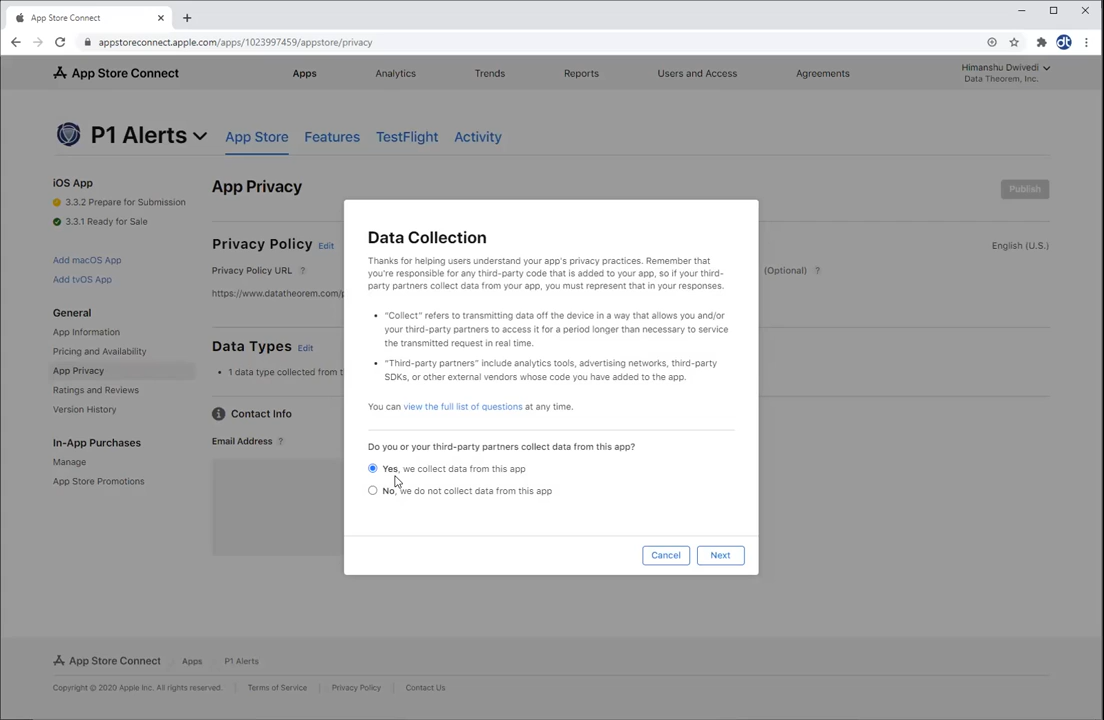 App Store Connect
appstoreconnect.apple.com/apps/1023997459/appstore/privacy
dt
App Store Connect
Apps
Analytics
Trends
Reports
Users and Access
Agreements
Himanshu Dwivedi
Data Theorem, Inc.
P1 Alerts
App Store
Features
TestFlight
Activity
iOS App
3.3.2 Prepare for Submission
3.3.1 Ready for Sale
Add macOS App
Add tvOS App
General
App Information
Pricing and Availability
App Privacy
Ratings and Reviews
Version History
In-App Purchases
Manage
App Store Promotions
App Privacy
Publish
Privacy Policy Edit
English (U.S.)
Privacy Policy URL ?
(Optional) ?
https://www.datatheorem.com/p
Data Types Edit
1 data type collected from t
Contact Info
Email Address ?
Data Collection
Thanks for helping users understand your app's privacy practices. Remember that
you're responsible for any third-party code that is added to your app, so if your third-
party partners collect data from your app, you must represent that in your responses.
• “Collect” refers to transmitting data off the device in a way that allows you and/or
your third-party partners to access it for a period longer than necessary to service
the transmitted request in real time.
• “Third-party partners” include analytics tools, advertising networks, third-party
SDKs, or other external vendors whose code you have added to the app.
You can view the full list of questions at any time.
Do you or your third-party partners collect data from this app?
Yes, we collect data from this app
No, we do not collect data from this app
Cancel
Next
App Store Connect
Apps
P1 Alerts
Copyright © 2020 Apple Inc. All rights reserved.
Terms of Service
Privacy Policy
Contact Us